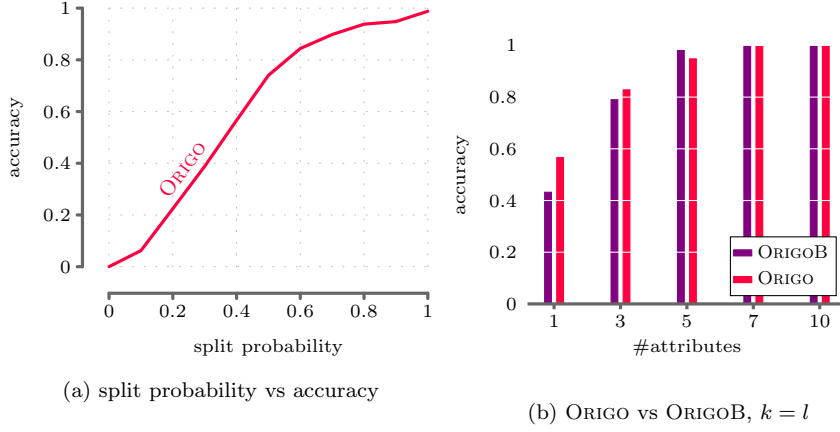 1
0.8
0.6
0.4
0.2
0
accuracy
ORIGO
0 0.2 0.4 0.6 0.8 1
split probability
(a) split probability vs accuracy
1
0.8
0.6
0.4
0.2
0
accuracy
ORIGOB
ORIGO
1 3 5 7 10
#attributes
(b) ORIGO vs ORIGOB, k = l